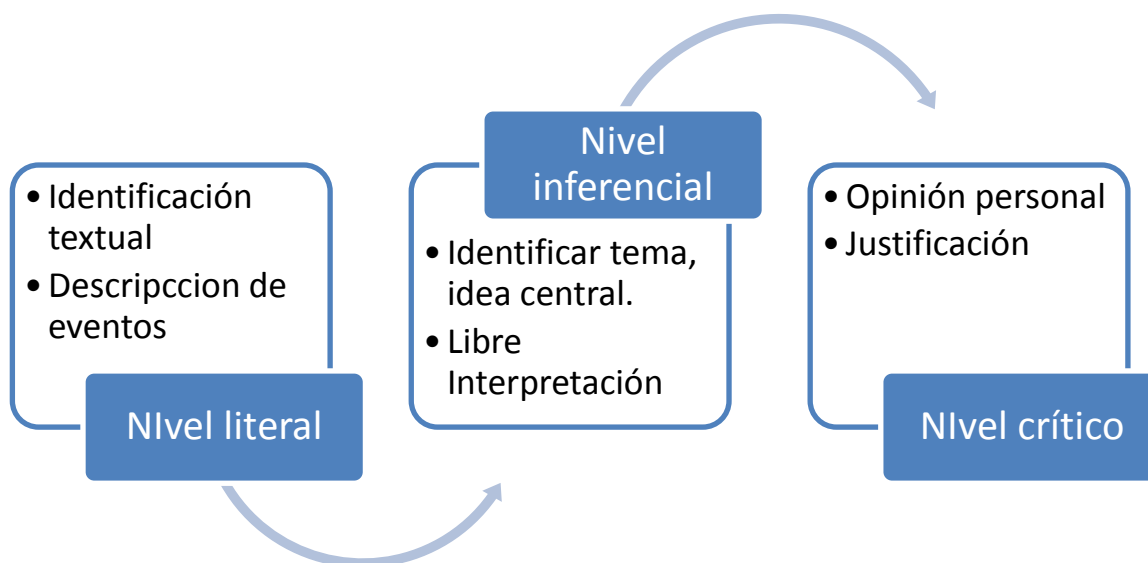 • Identificación
textual
• Descripccion de
eventos
NIvel literal
Nivel
inferencial
• Identificar tema,
idea central.
• Libre
Interpretación
• Opinión personal
• Justificación
NIvel crítico